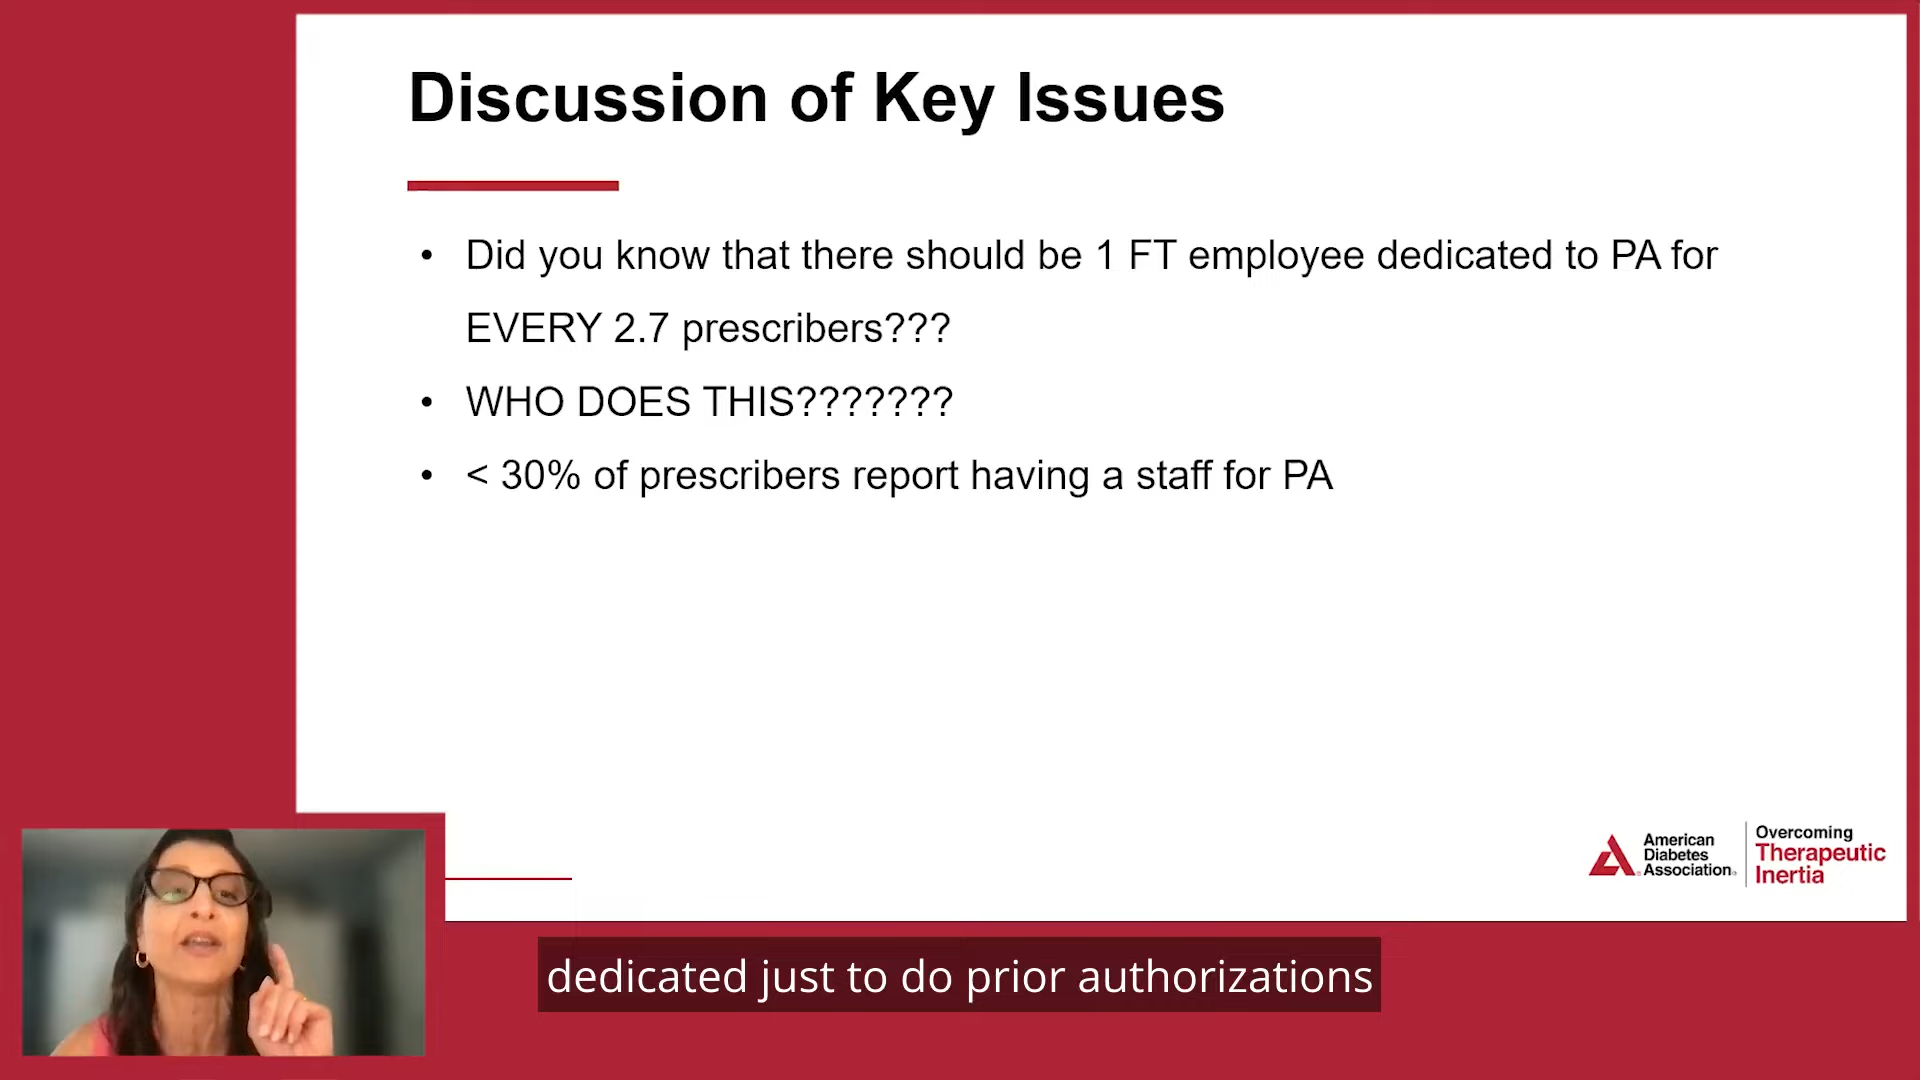 Discussion of Key Issues
• Did you know that there should be 1 FT employee dedicated to PA for
EVERY 2.7 prescribers???
• WHO DOES THIS???????
• < 30% of prescribers report having a staff for PA
American
Diabetes
Association®
Overcoming
Therapeutic
Inertia
dedicated just to do prior authorizations